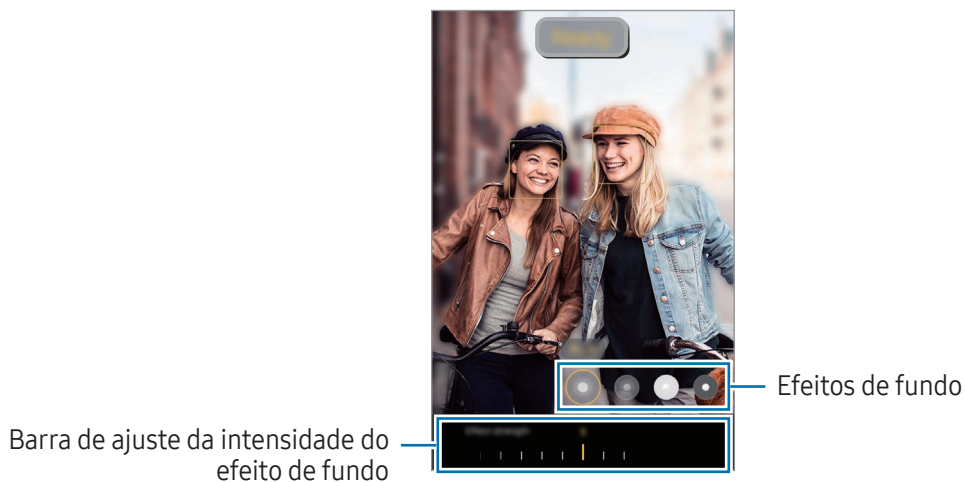 Efeitos de fundo
Barra de ajuste da intensidade do
efeito de fundo